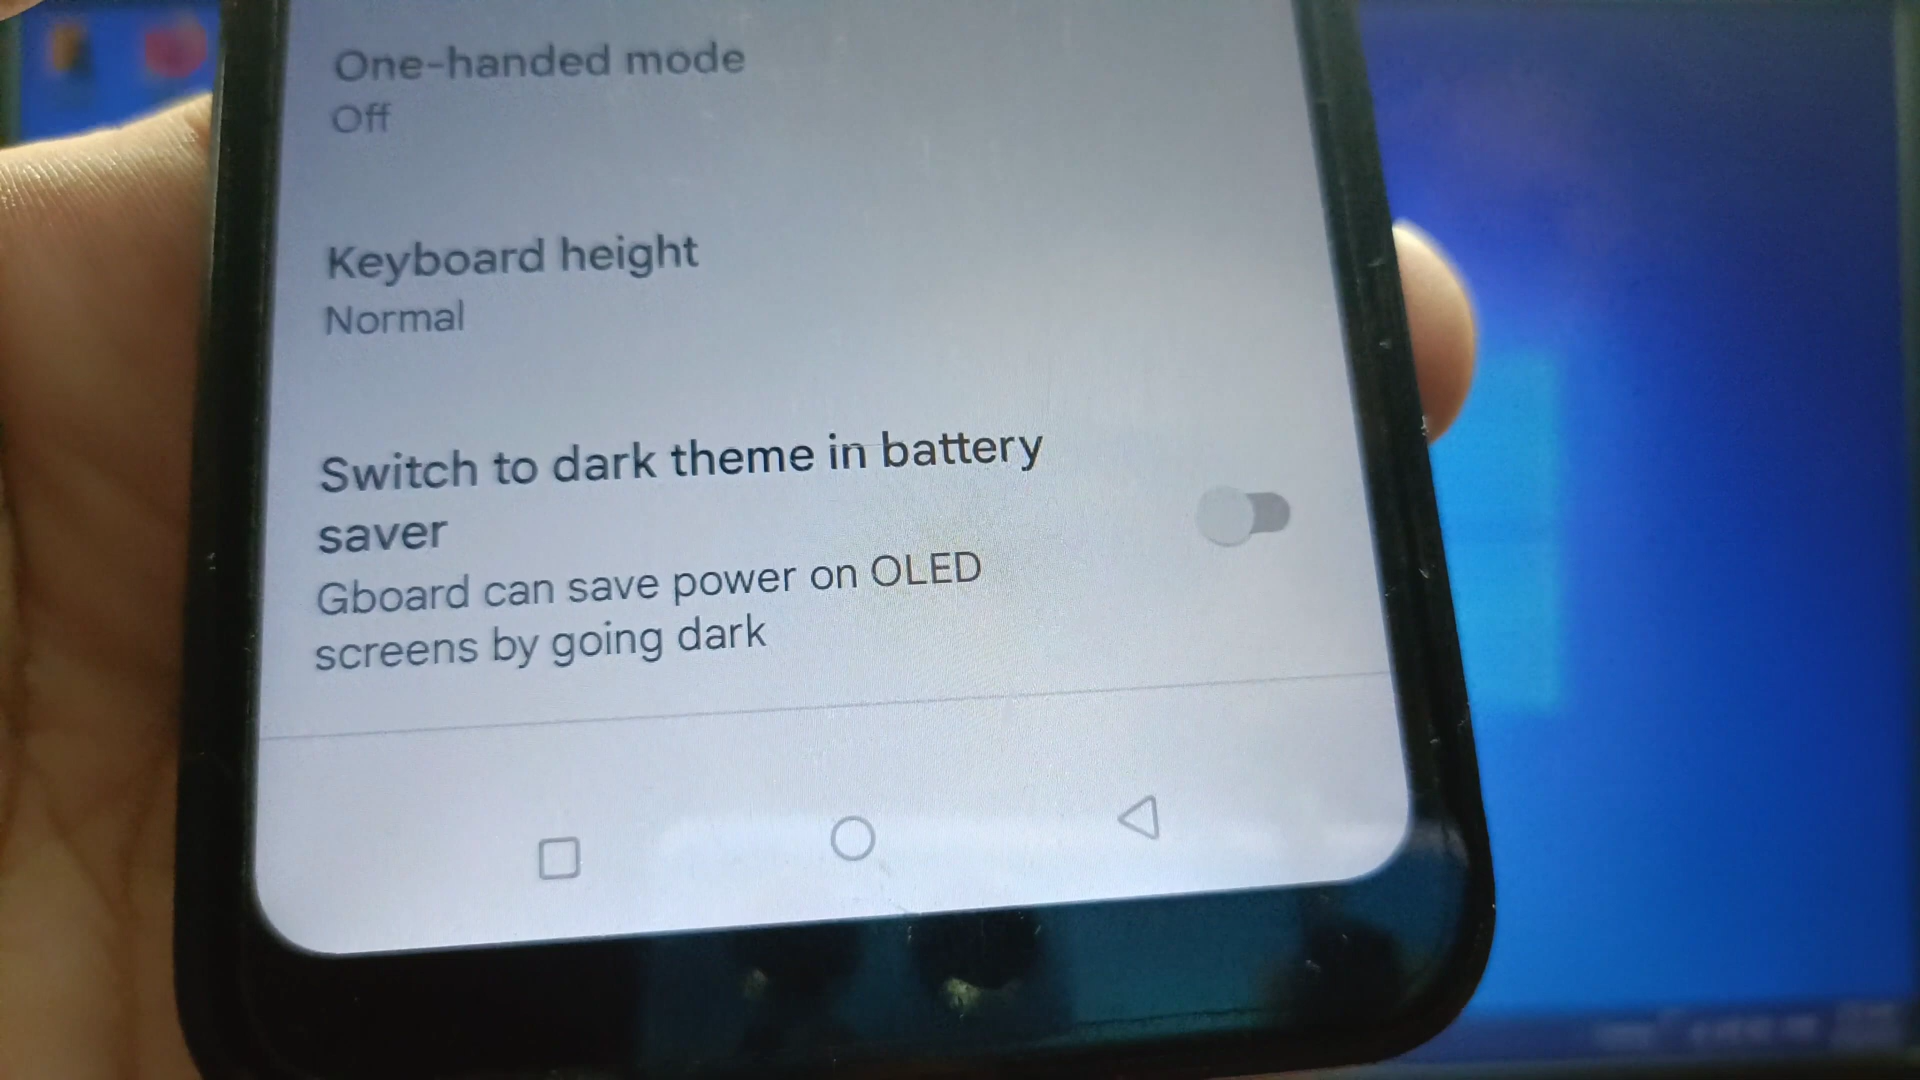 One-handed mode
Off
Keyboard height
Normal
Switch to dark theme in battery
saver
Gboard can save power on OLED
screens by going dark